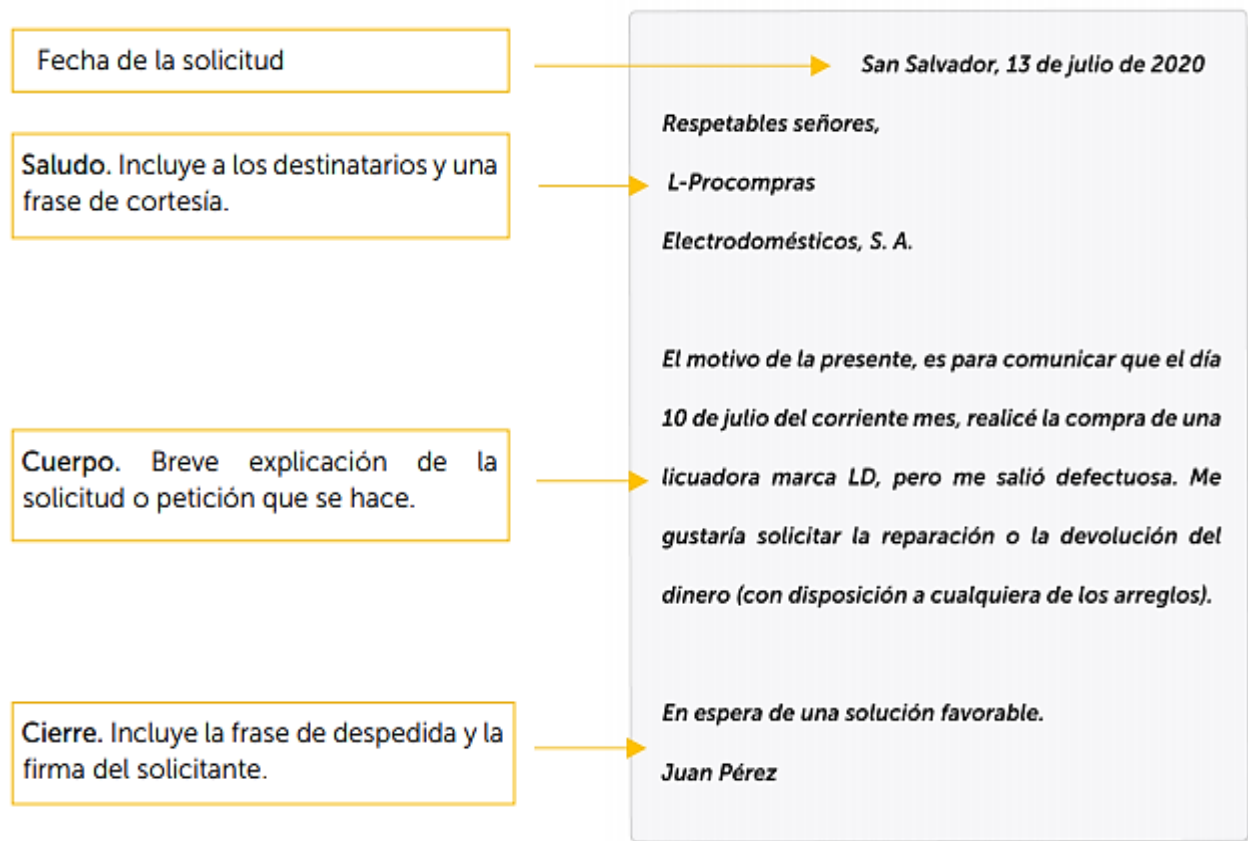 Fecha de la solicitud
San Salvador, 13 de julio de 2020
Respetables señores,
Saludo. Incluye a los destinatarios y una
frase de cortesía.
L-Procompras
Electrodomésticos, S. A.
El motivo de la presente, es para comunicar que el día
10 de julio del corriente mes, realicé la compra de una
licuadora marca LD, pero me salió defectuosa. Me
gustaría solicitar la reparación o la devolución del
dinero (con disposición a cualquiera de los arreglos).
Cuerpo. Breve explicación de la
solicitud o petición que se hace.
En espera de una solución favorable.
Juan Pérez
Cierre. Incluye la frase de despedida y la
firma del solicitante.